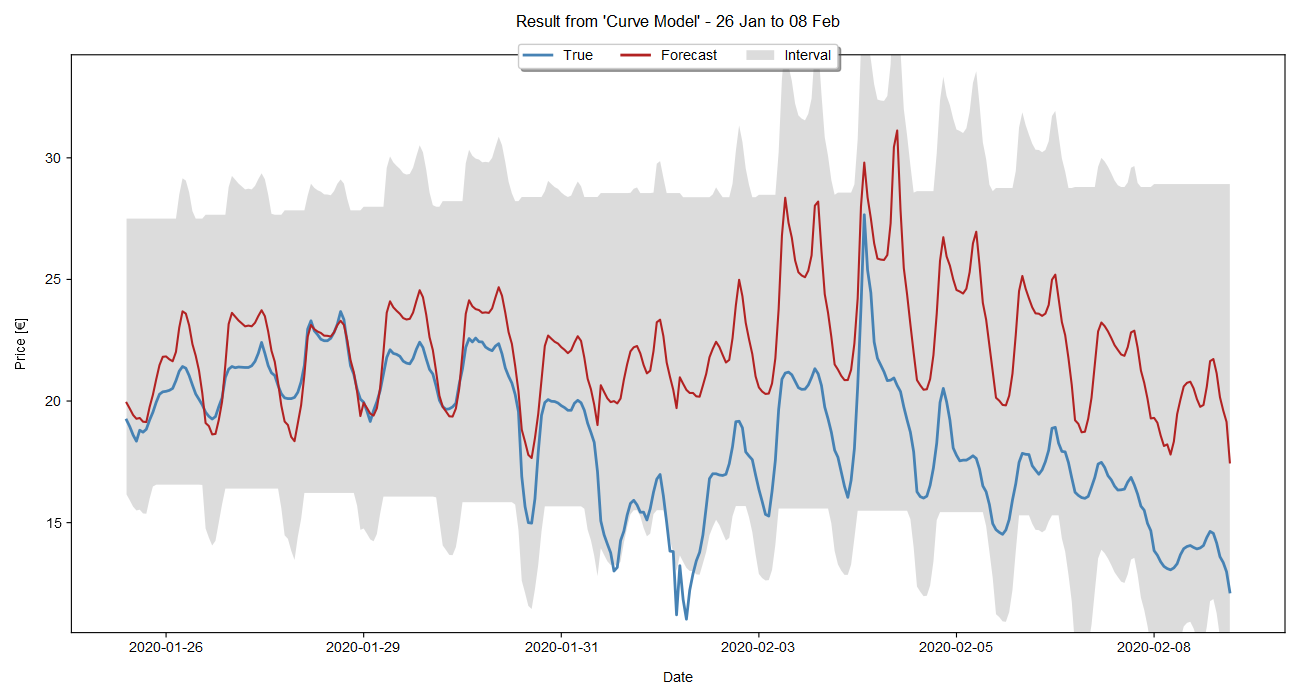 Result from 'Curve Model' - 26 Jan to 08 Feb
True Forecast Interval
30
25
20
15
Price [€]
2020-01-26 2020-01-29 2020-01-31 2020-02-03 2020-02-05 2020-02-08
Date